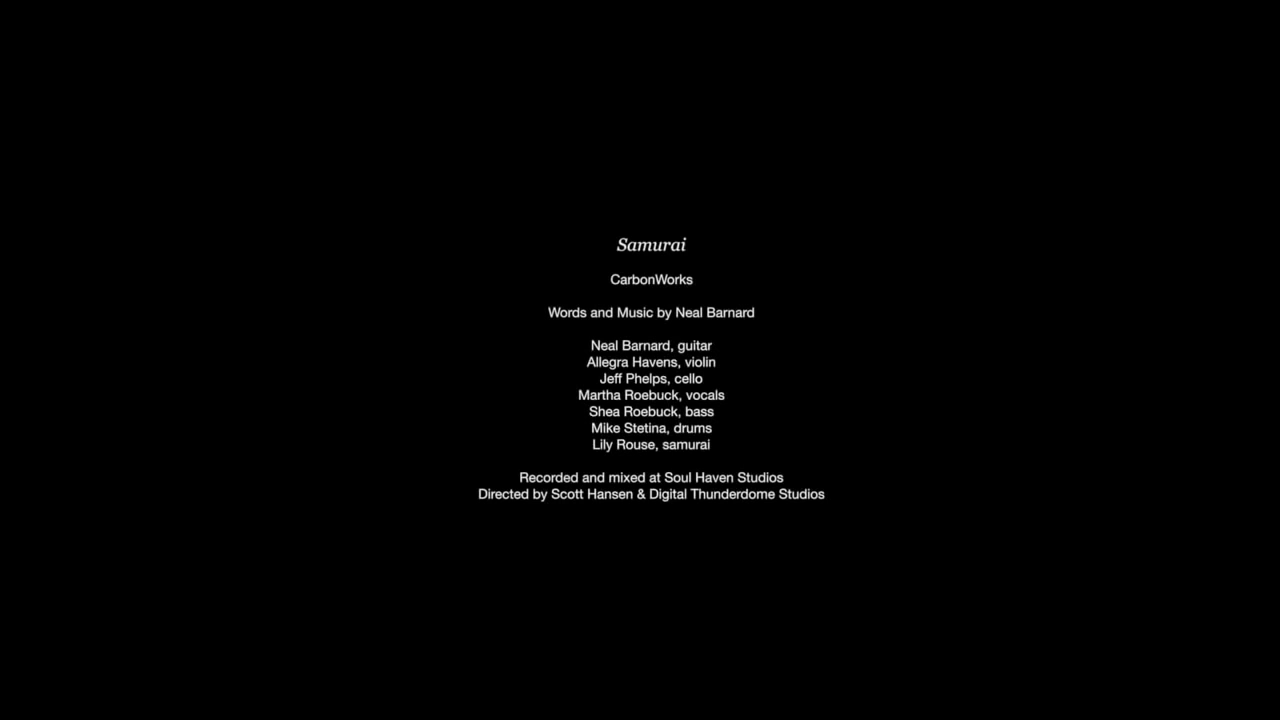 Samurai
CarbonWorks
Words and Music by Neal Barnard
Neal Barnard, guitar
Allegra Havens, violin
Jeff Phelps, cello
Martha Roebuck, vocals
Shea Roebuck, bass
Mike Stetina, drums
Lily Rouse, samurai
Recorded and mixed at Soul Haven Studios
Directed by Scott Hansen & Digital Thunderdome Studios